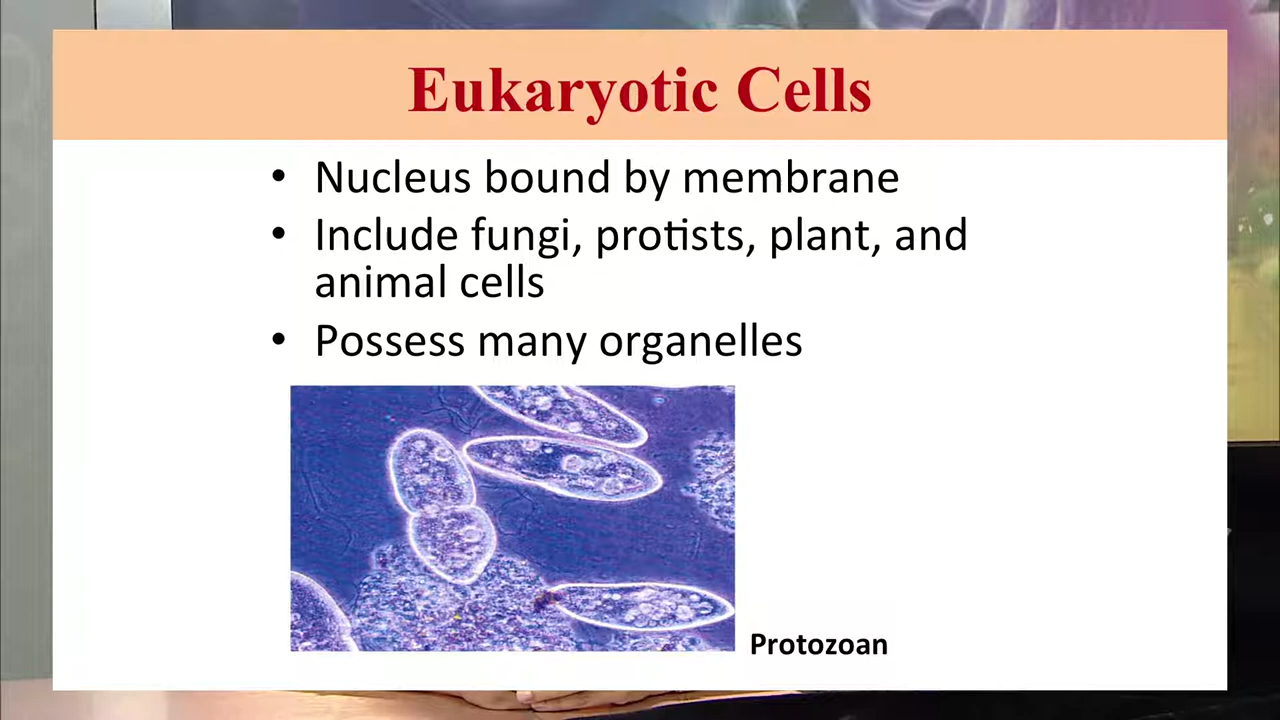 Eukaryotic Cells
• Nucleus bound by membrane
• Include fungi, protists, plant, and
animal cells
• Possess many organelles
Protozoan